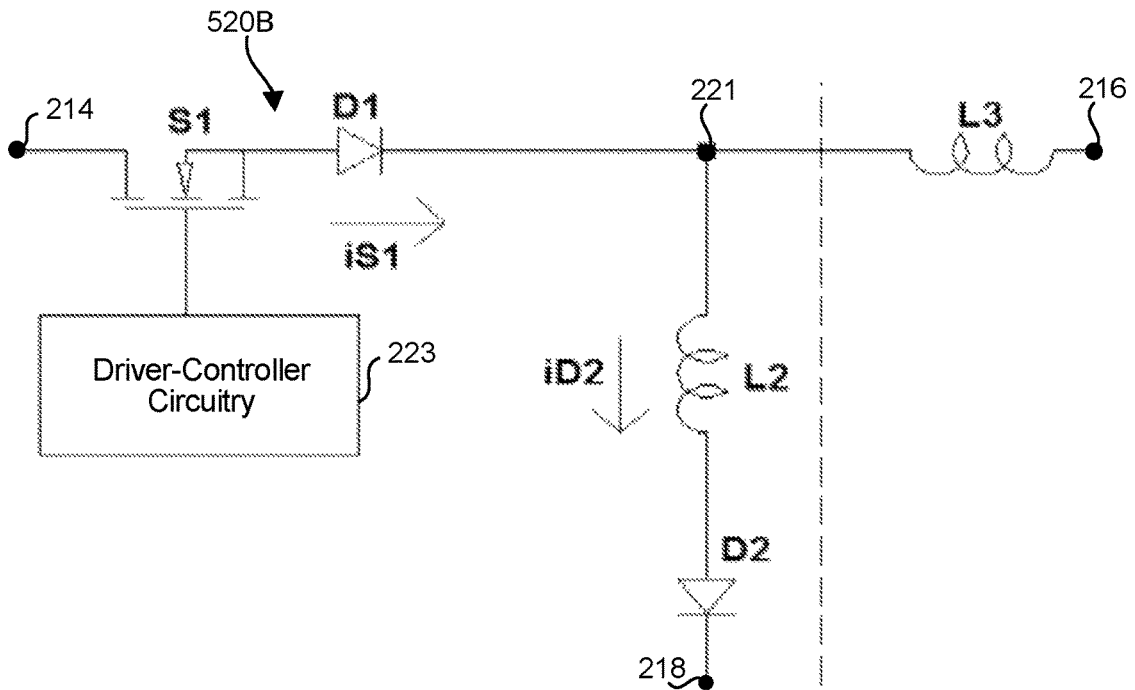 520B
214
S1
D1
221
L3
216
iS1
Driver-Controller
Circuitry
223
iD2
L2
D2
218